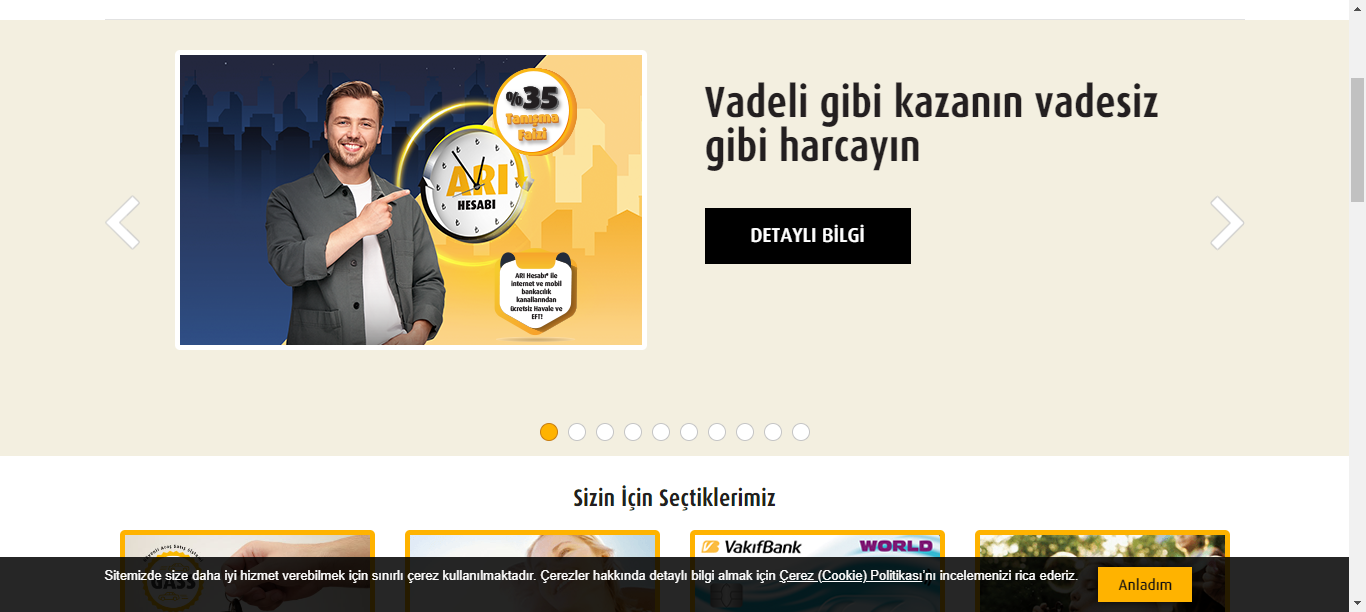 %35
Tanışma
Faizi
ARI
HESABI
ARI Hesabı* ile
internet ve mobil
bankacılık
kanallarından
ücretsiz Havale ve
EFT!
Vadeli gibi kazanın vadesiz
gibi harcayın
DETAYLI BİLGİ
Sizin İçin Seçtiklerimiz
VakıfBank WORLD
Sitemizde size daha iyi hizmet verebilmek için sınırlı çerez kullanılmaktadır. Çerezler hakkında detaylı bilgi almak için Çerez (Cookie) Politikası'nı incelemenizi rica ederiz.
Anladım